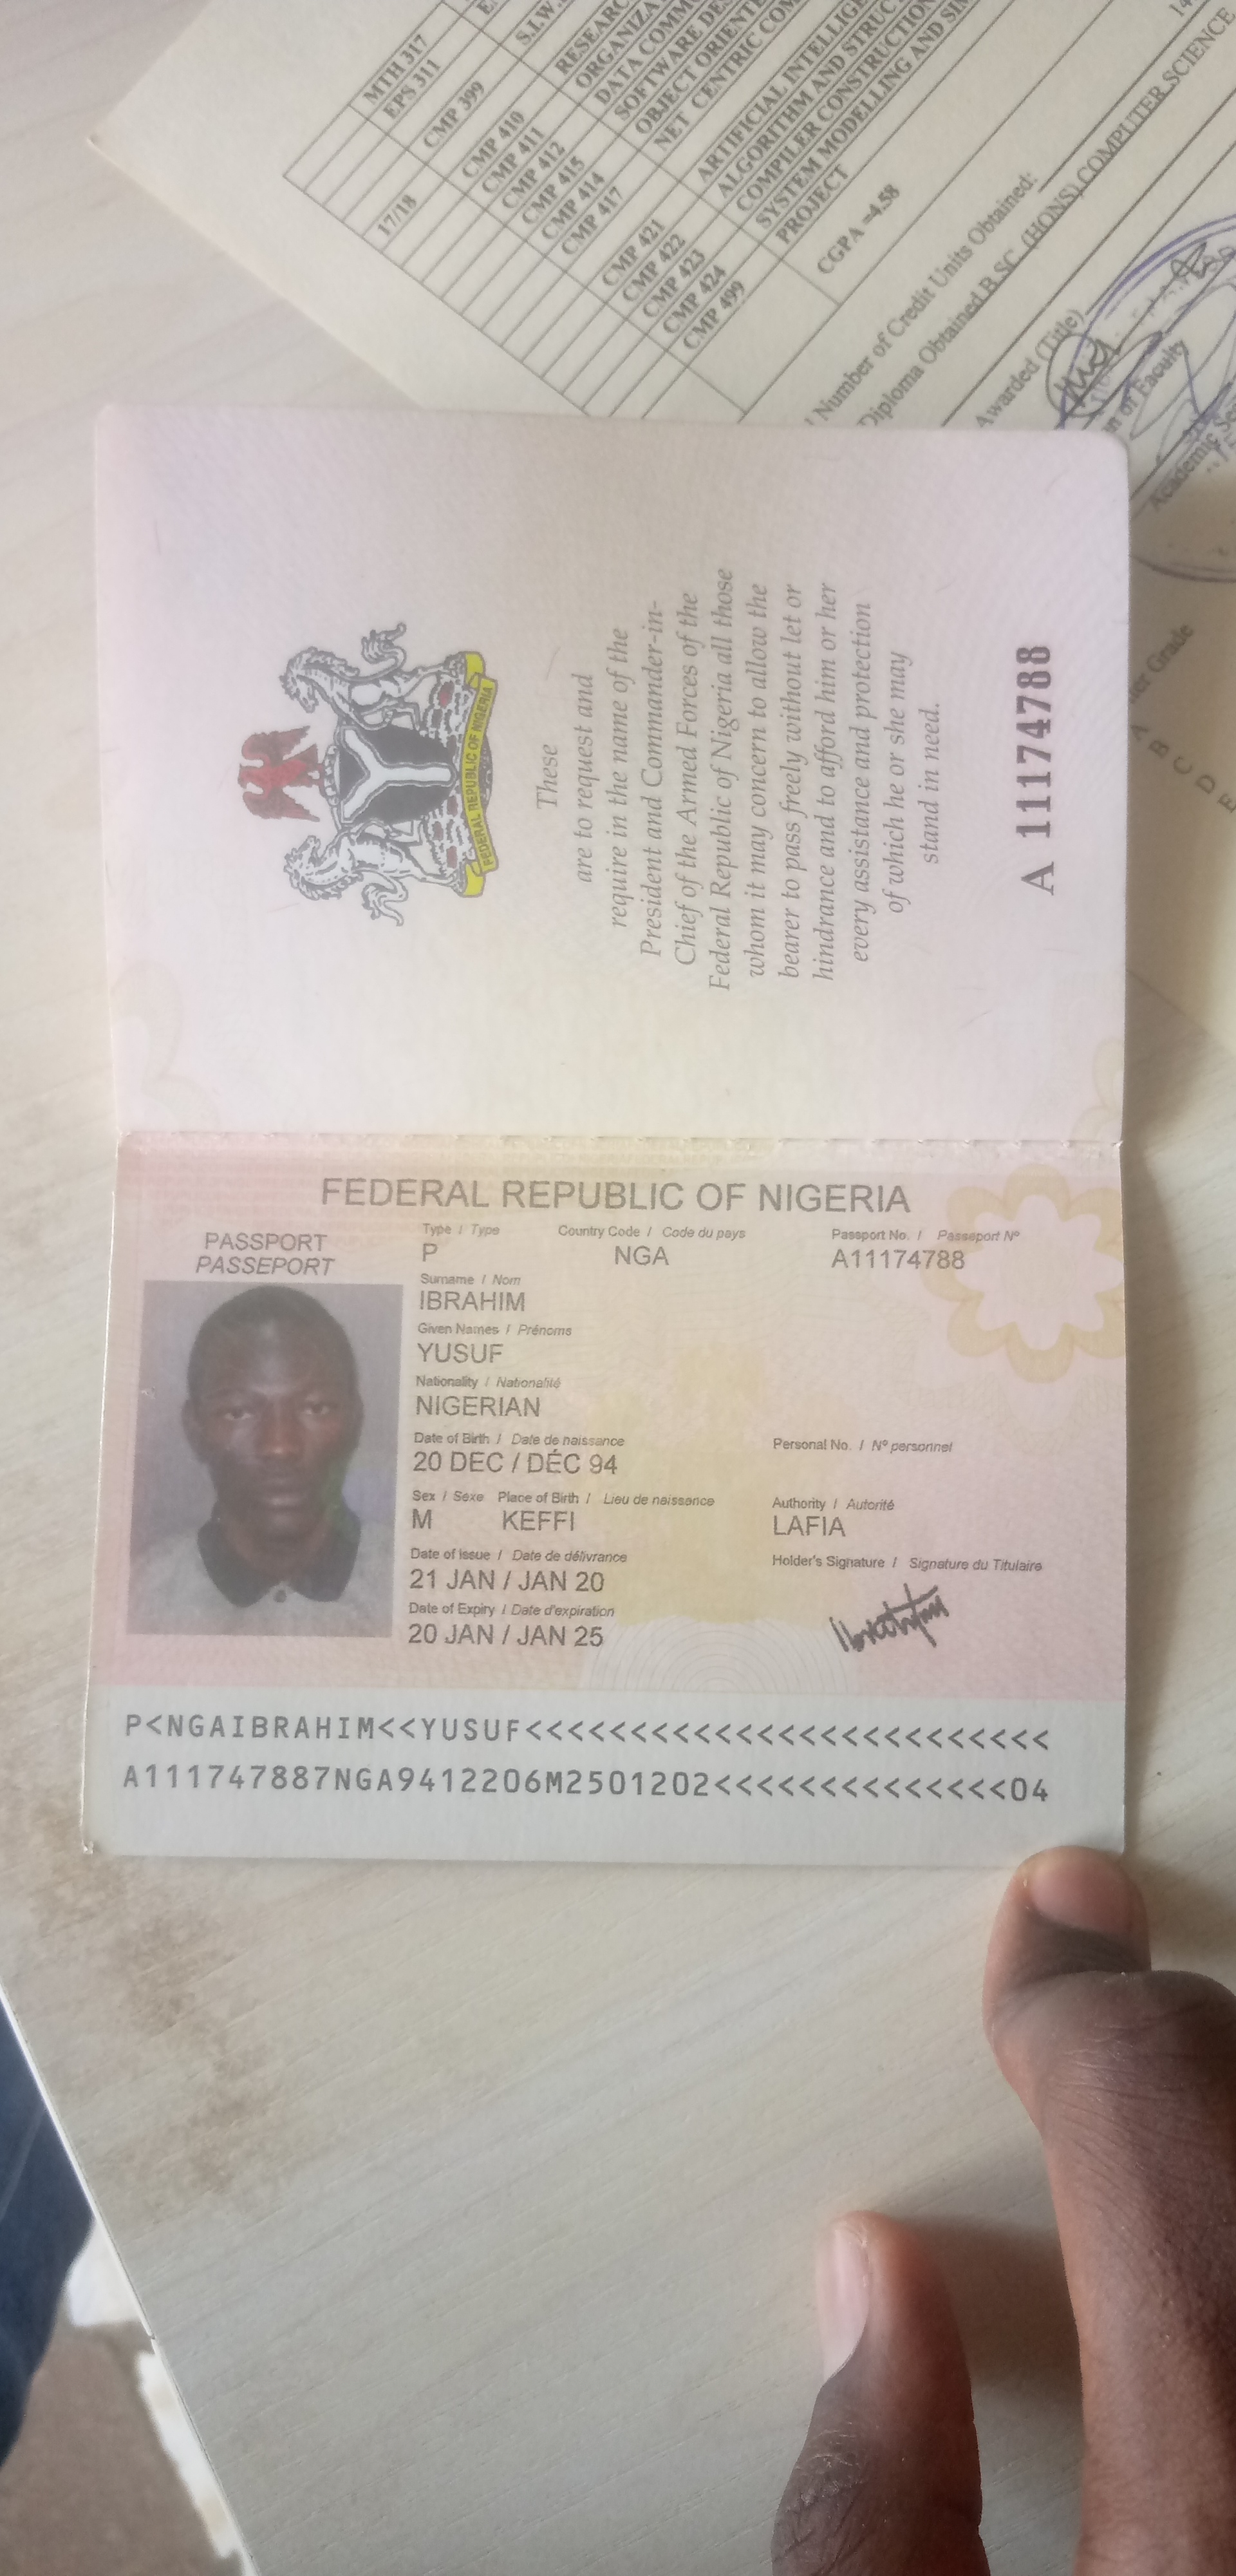 MTH 317
EPS 311
CMP 399
S.I.W.
17/18
CMP 410
CMP 411
CMP 412
CMP 415
CMP 414
CMP 417
RESEARC
ORGANIZA
DATA COMM
SOFTWARE DE
OBJECT ORIENTE
NET CENTRIC COM
CMP 421
CMP 422
CMP 423
CMP 424
CMP 499
ARTIFICIAL INTELLIGE
ALGORITHM AND STRUCT
COMPILER CONSTRUCTION
SYSTEM MODELLING AND SIM
PROJECT
CGPA =4.58
Number of Credit Units Obtained:
Diploma Obtained B.SC. (HONS) COMPUTER SCIENCE
Awarded (Title)
of Faculty
Academic Se
Grade
A
B
C
D
E
FEDERAL REPUBLIC OF NIGERIA
These
are to request and
require in the name of the
President and Commander-in-
Chief of the Armed Forces of the
Federal Republic of Nigeria all those
whom it may concern to allow the
bearer to pass freely without let or
hindrance and to afford him or her
every assistance and protection
of which he or she may
stand in need.
A 11174788
FEDERAL REPUBLIC OF NIGERIA
PASSPORT
PASSEPORT
Type / Type Country Code / Code du pays Passport No. / Passeport Nº
P NGA A11174788
Surname / Nom
IBRAHIM
Given Names / Prénoms
YUSUF
Nationality / Nationalité
NIGERIAN
Date of Birth / Date de naissance Personal No. / Nº personnel
20 DEC / DÉC 94
Sex / Sexe Place of Birth / Lieu de naissance Authority / Autorité
M KEFFI LAFIA
Date of issue / Date de délivrance Holder's Signature / Signature du Titulaire
21 JAN / JAN 20
Date of Expiry / Date d'expiration
20 JAN / JAN 25
P<NGAIBRAHIM<<YUSUF<<<<<<<<<<<<<<<<<<<<<<<<<
A111747887NGA9412206M2501202<<<<<<<<<<<<<<04